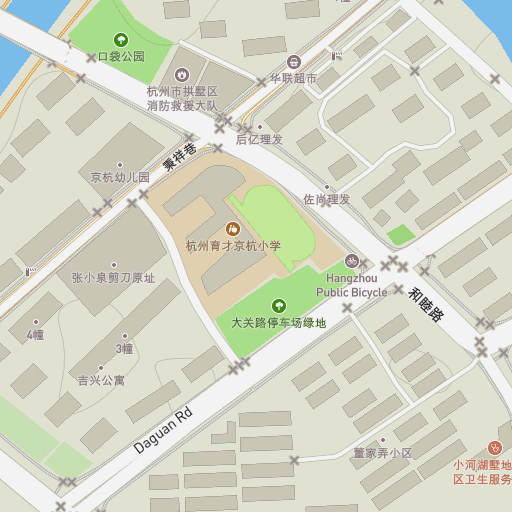 口袋公园
华联超市
杭州市拱墅区
消防救援大队
后亿理发
秉祥巷
京杭幼儿园
佐尚理发
杭州育才京杭小学
张小泉剪刀原址
Hangzhou
Public Bicycle
和睦路
大关路停车场绿地
4幢
3幢
吉兴公寓
Daguan Rd
董家弄小区
小河湖墅地
区卫生服务